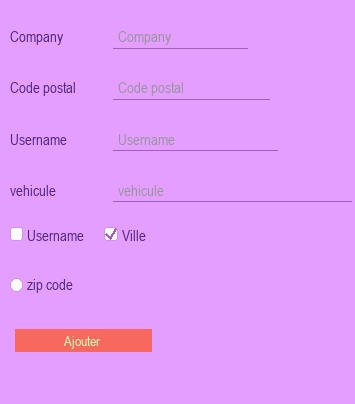 Company Company
Code postal Code postal
Username Username
vehicule vehicule
Username Ville
zip code
Ajouter